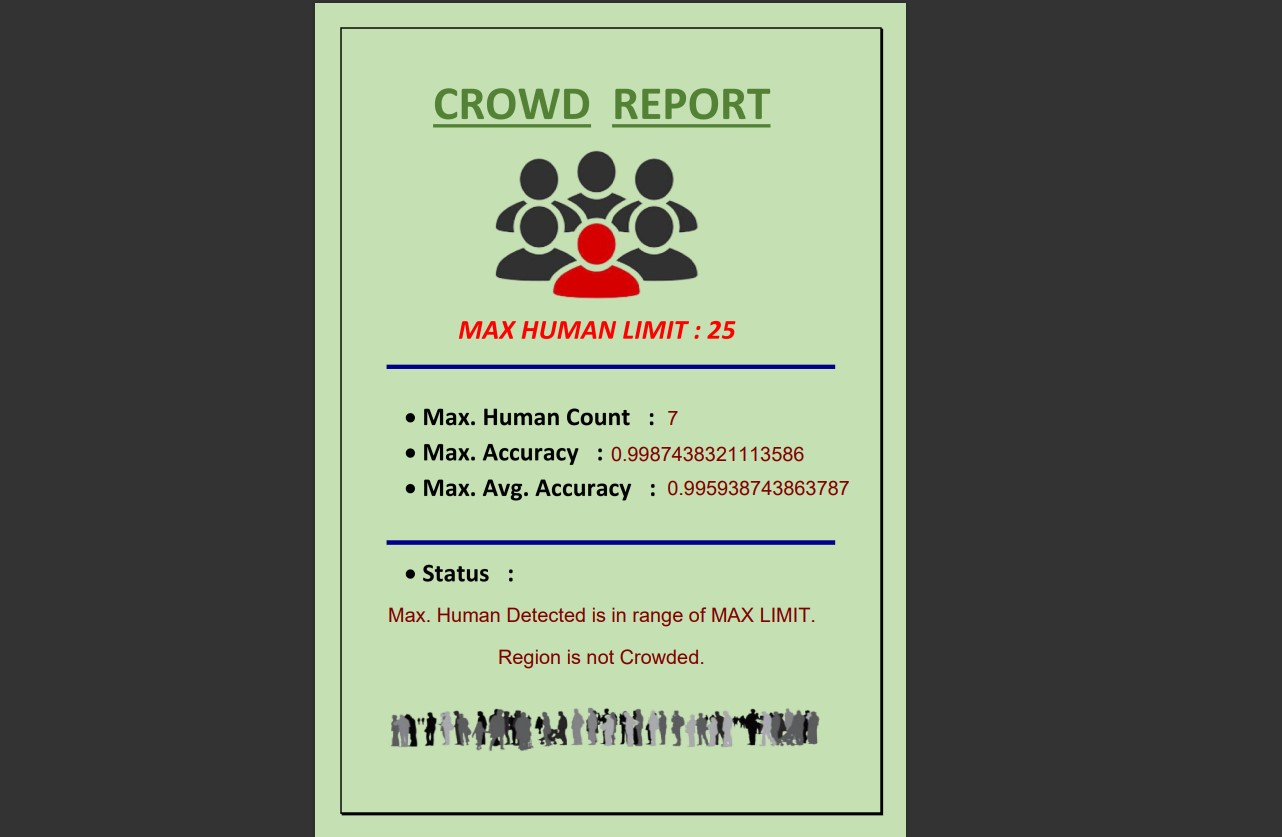 CROWD REPORT
MAX HUMAN LIMIT : 25
• Max. Human Count : 7
• Max. Accuracy : 0.9987438321113586
• Max. Avg. Accuracy : 0.995938743863787
• Status :
Max. Human Detected is in range of MAX LIMIT.
Region is not Crowded.